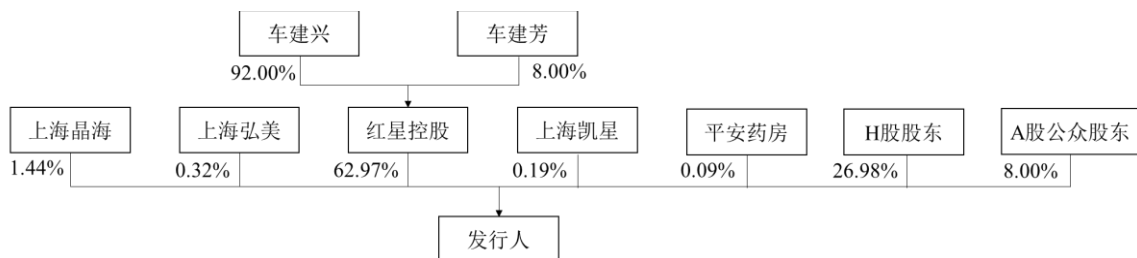 车建兴 车建芳
92.00% 8.00%
上海晶海 上海弘美 红星控股 上海凯星 平安药房 H股股东 A股公众股东
1.44% 0.32% 62.97% 0.19% 0.09% 26.98% 8.00%
发行人